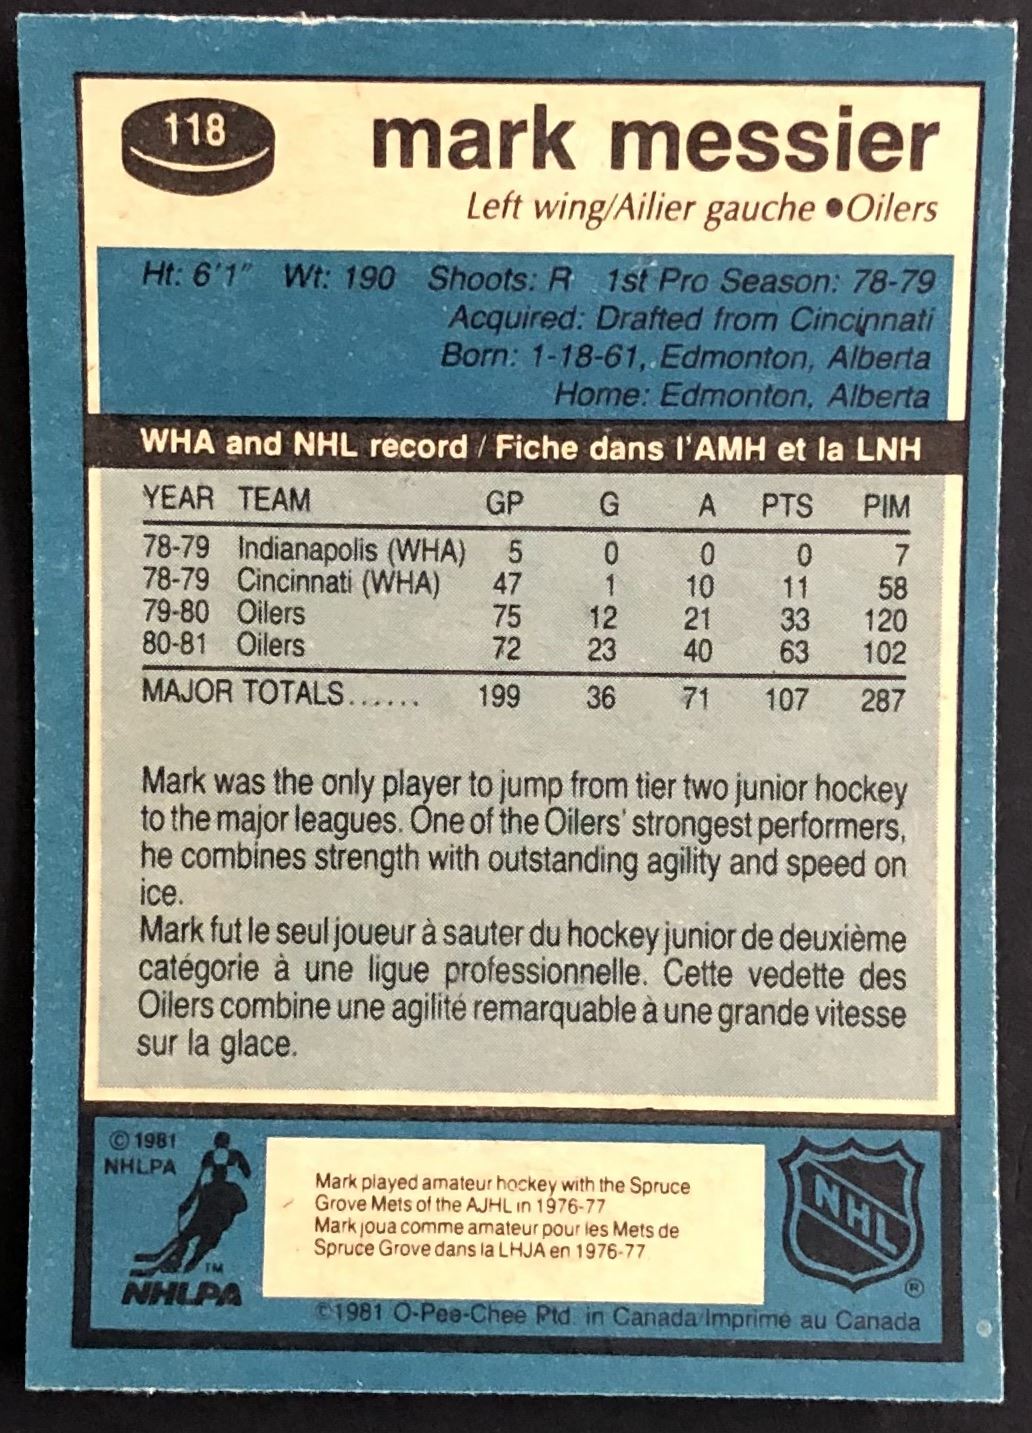 118
mark messier
Left wing/Ailier gauche ●Oilers
Ht: 6'1" Wt: 190 Shoots: R 1st Pro Season: 78-79
Acquired: Drafted from Cincinnati
Born: 1-18-61, Edmonton, Alberta
Home: Edmonton, Alberta
WHA and NHL record / Fiche dans l'AMH et la LNH
YEAR TEAM GP G A PTS PIM
78-79 Indianapolis (WHA) 5 0 0 0 7
78-79 Cincinnati (WHA) 47 1 10 11 58
79-80 Oilers 75 12 21 33 120
80-81 Oilers 72 23 40 63 102
MAJOR TOTALS...... 199 36 71 107 287
Mark was the only player to jump from tier two junior hockey
to the major leagues. One of the Oilers' strongest performers,
he combines strength with outstanding agility and speed on
ice.
Mark fut le seul joueur à sauter du hockey junior de deuxième
catégorie à une ligue professionnelle. Cette vedette des
Oilers combine une agilité remarquable à une grande vitesse
sur la glace.
© 1981
NHLPA
TM
NHLPA
Mark played amateur hockey with the Spruce
Grove Mets of the AJHL in 1976-77
Mark joua comme amateur pour les Mets de
Spruce Grove dans la LHJA en 1976-77
NHL
®
©1981 O-Pee-Chee Ptd. in Canada/Imprimé au Canada